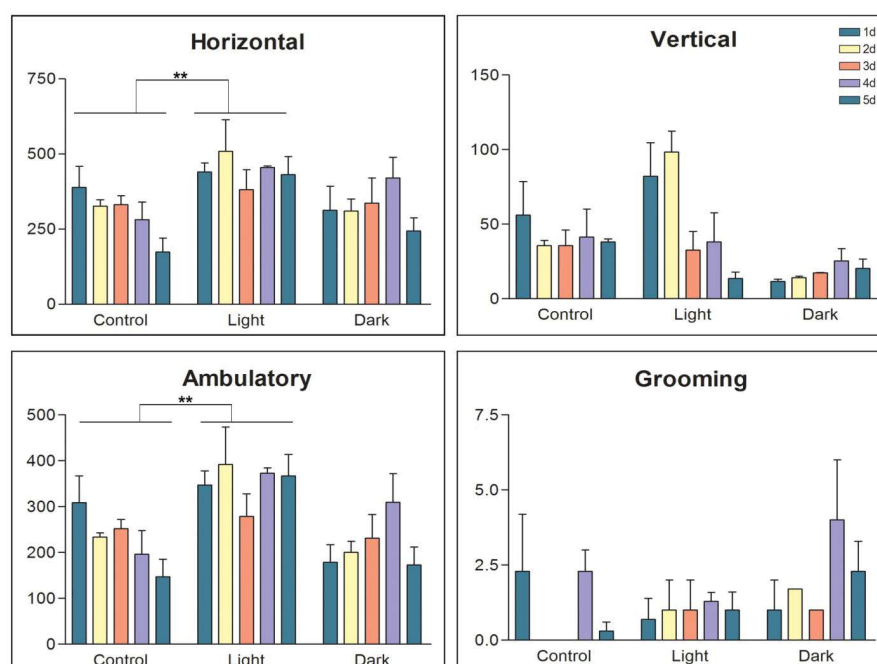 Horizontal
750
500
250
0
**
Control Light Dark
Vertical
150
100
50
0
1d
2d
3d
4d
5d
Control Light Dark
Ambulatory
500
400
300
200
100
0
**
Control Light Dark
Grooming
7.5
5.0
2.5
0.0
Control Light Dark